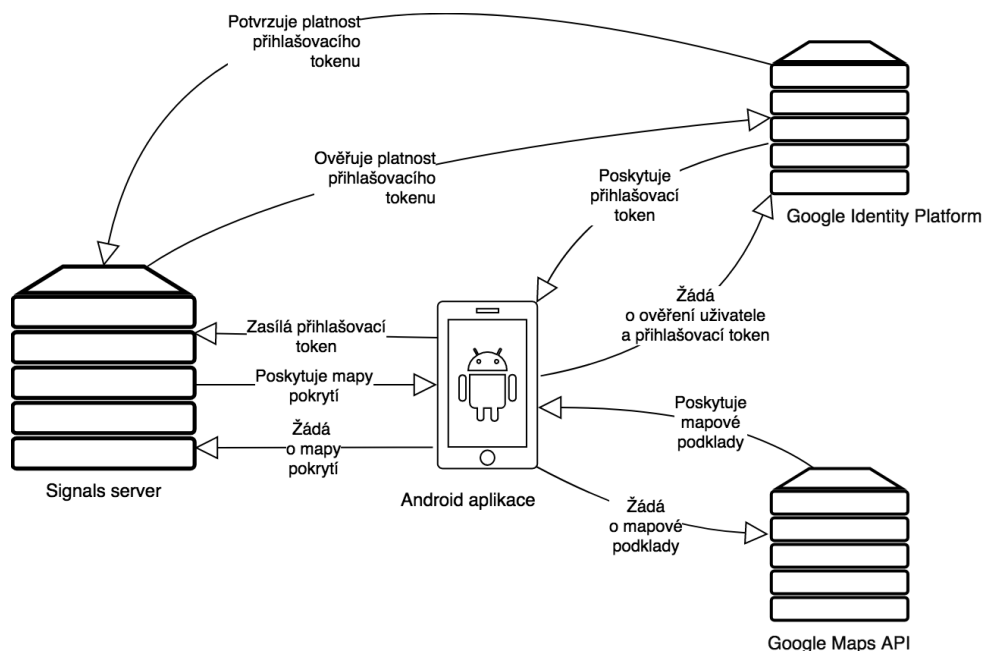 Potvrzuje platnost
přihlašovacího
tokenu
Ověřuje platnost
přihlašovacího
tokenu
Poskytuje
přihlašovací
token
Google Identity Platform
Žádá
o ověření uživatele
a přihlašovací token
Zasílá přihlašovací
token
Poskytuje mapy
pokrytí
Žádá
o mapy
pokrytí
Signals server
Android aplikace
Poskytuje
mapové
podklady
Žádá
o mapové
podklady
Google Maps API